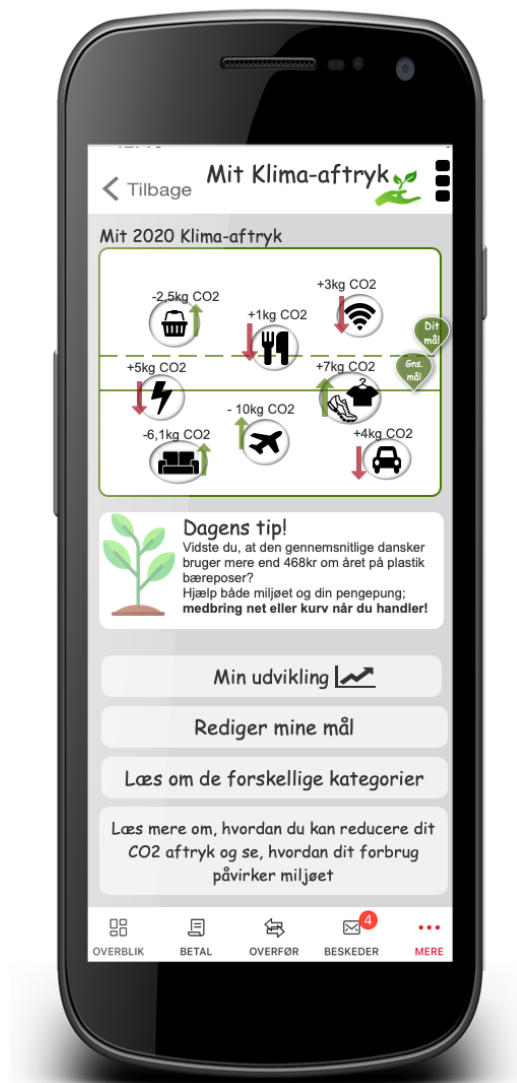 Tilbage
Mit Klima-aftryk
Mit 2020 Klima-aftryk
+3kg CO2
-2,5kg CO2
+1kg CO2
Dit
mål
+5kg CO2
+7kg CO2
Gns.
mål
- 10kg CO2
-6,1kg CO2
+4kg CO2
Dagens tip!
Vidste du, at den gennemsnitlige dansker
bruger mere end 468kr om året på plastik
bæreposer?
Hjælp både miljøet og din pengepung;
medbring net eller kurv når du handler!
Min udvikling
Rediger mine mål
Læs om de forskellige kategorier
Læs mere om, hvordan du kan reducere dit
CO2 aftryk og se, hvordan dit forbrug
påvirker miljøet
4
OVERBLIK BETAL OVERFØR BESKEDER MERE